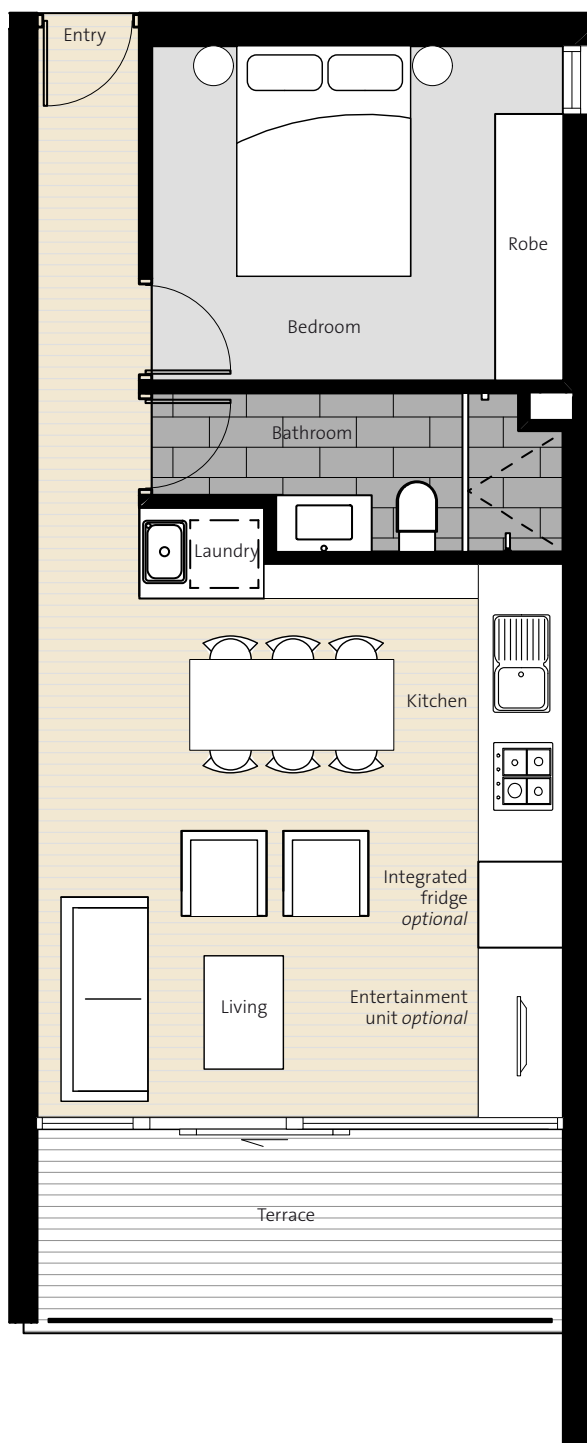 Entry
Robe
Bedroom
Bathroom
Laundry
Kitchen
Integrated
fridge
optional
Entertainment
unit optional
Living
Terrace